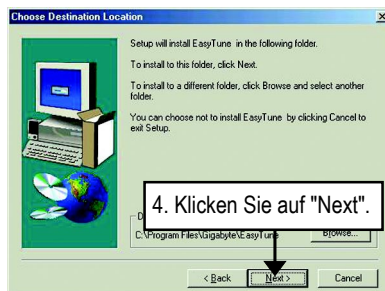 Choose Destination Location
Setup will install EasyTune in the following folder.
To install to this folder, click Next.
To install to a different folder, click Browse and select another
folder.
You can choose not to install EasyTune by clicking Cancel to
exit Setup.
4. Klicken Sie auf "Next".
C:\Program Files\Gigabyte\EasyTune
Browse...
< Back
Next >
Cancel